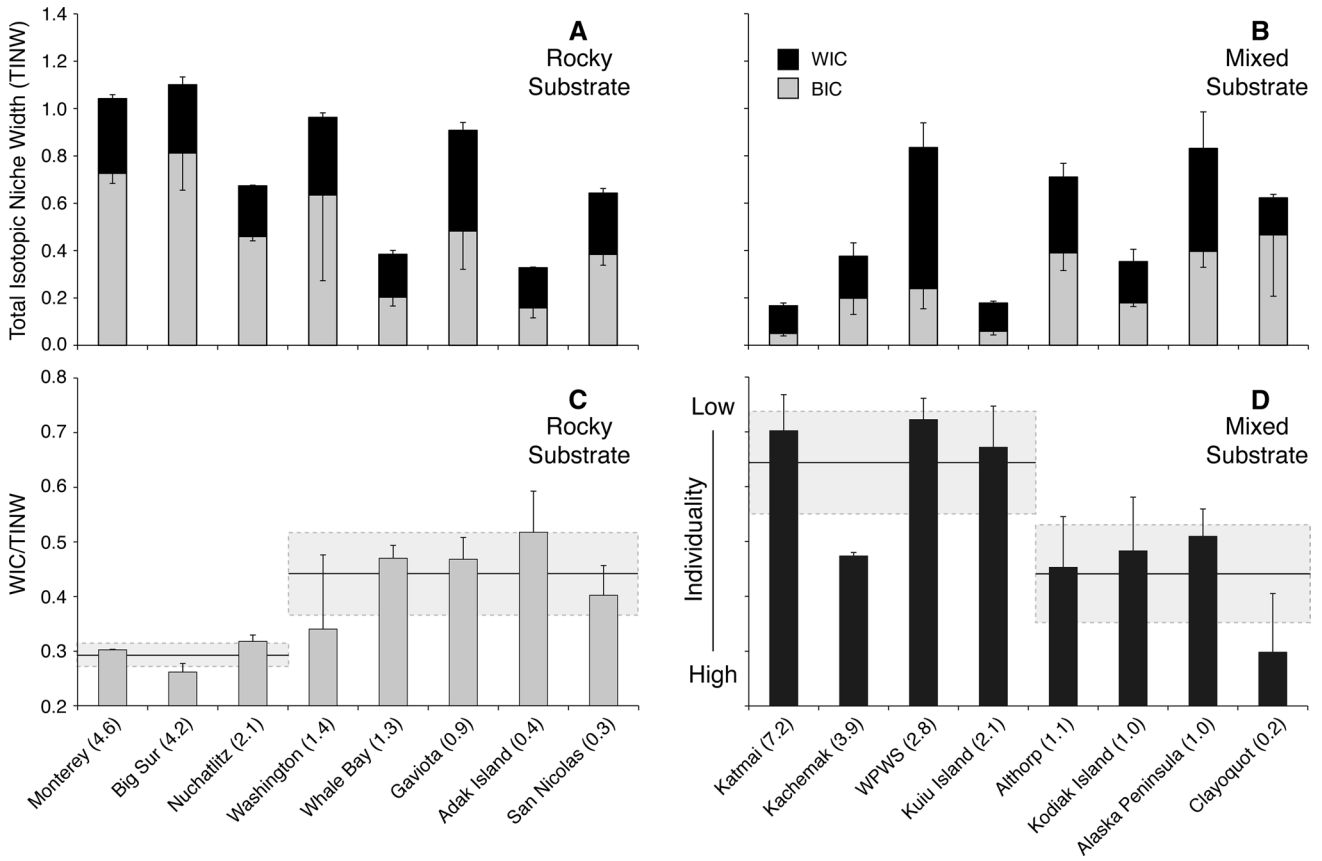 Total Isotopic Niche Width (TINW)
1.4
1.2
1.0
0.8
0.6
0.4
0.2
0.0
A
Rocky
Substrate
WIC
BIC
B
Mixed
Substrate
WIC/TINW
0.8
0.7
0.6
0.5
0.4
0.3
0.2
C
Rocky
Substrate
Low
Individuality
High
D
Mixed
Substrate
Monterey (4.6)
Big Sur (4.2)
Nuchatlitz (2.1)
Washington (1.4)
Whale Bay (1.3)
Gaviota (0.9)
Adak Island (0.4)
San Nicolas (0.3)
Katmai (7.2)
Kachemak (3.9)
WPWS (2.8)
Kuiu Island (2.1)
Althorp (1.1)
Kodiak Island (1.0)
Alaska Peninsula (1.0)
Clayoquot (0.2)